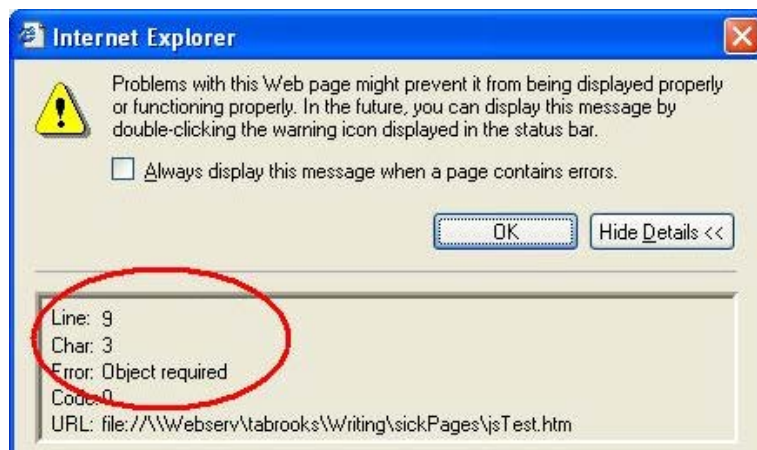 Internet Explorer
Problems with this Web page might prevent it from being displayed properly
or functioning properly. In the future, you can display this message by
double-clicking the warning icon displayed in the status bar.
Always display this message when a page contains errors.
OK
Hide Details <<
Line: 9
Char: 3
Error: Object required
Code: 0
URL: file://\\Webserv\tabrooks\Writing\sickPages\jsTest.htm